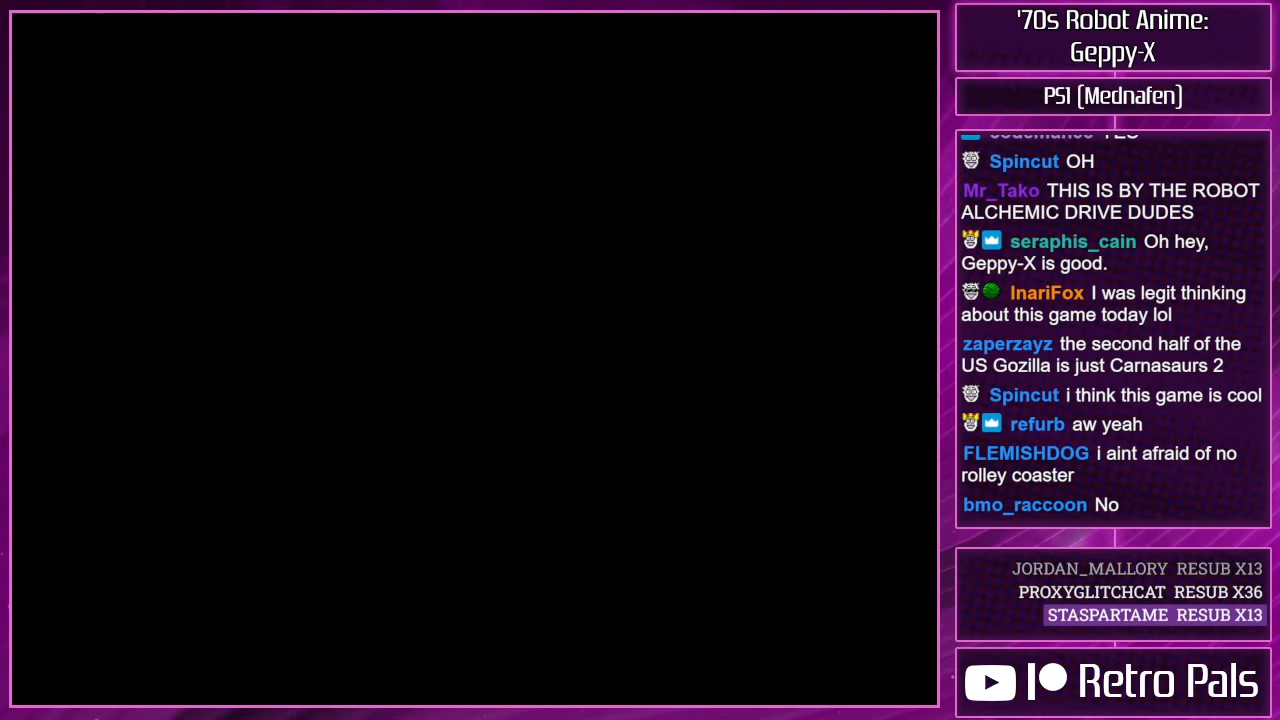 '70s Robot Anime:
Geppy-X
PS1 (Mednafen)
Spincut OH
Mr_Tako THIS IS BY THE ROBOT
ALCHEMIC DRIVE DUDES
seraphis_cain Oh hey,
Geppy-X is good.
InariFox I was legit thinking
about this game today lol
zaperzayz the second half of the
US Gozilla is just Carnasaurs 2
Spincut i think this game is cool
refurb aw yeah
FLEMISHDOG i aint afraid of no
rolley coaster
bmo_raccoon No
JORDAN_MALLORY RESUB X13
PROXYGLITCHCAT RESUB X36
STASPARTAME RESUB X13
Retro Pals